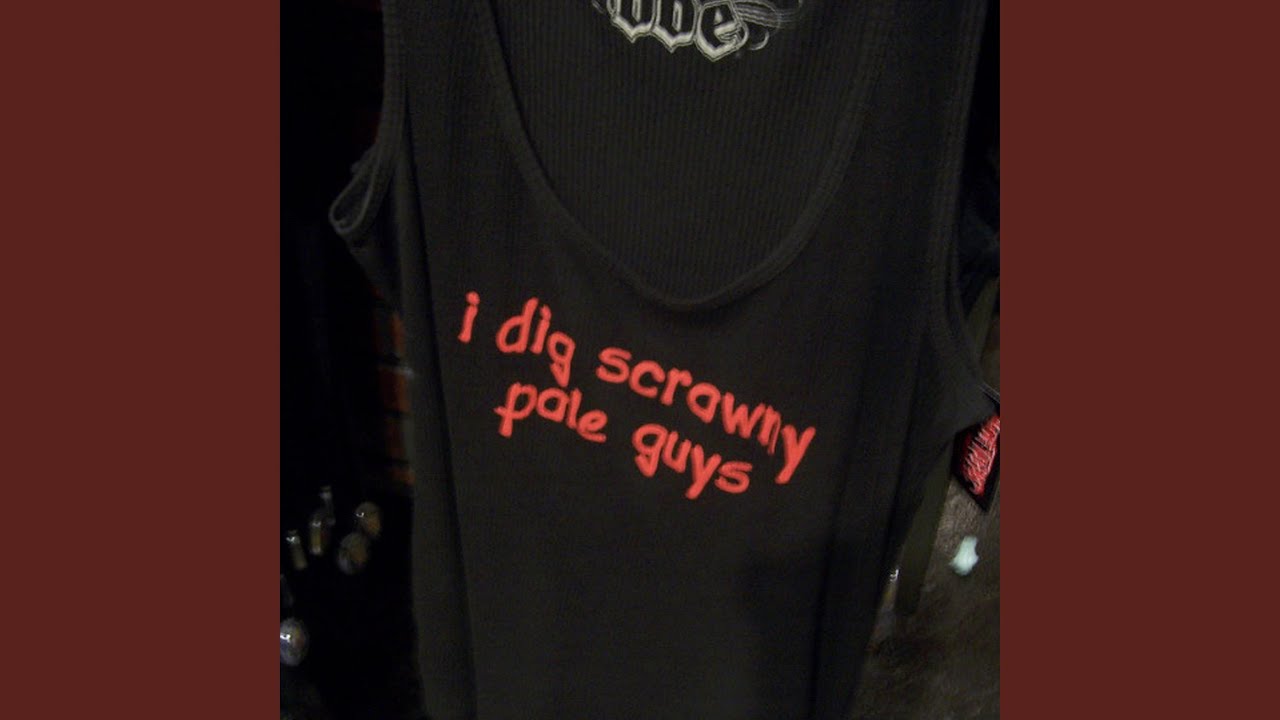 i dig scrawny
pale guys